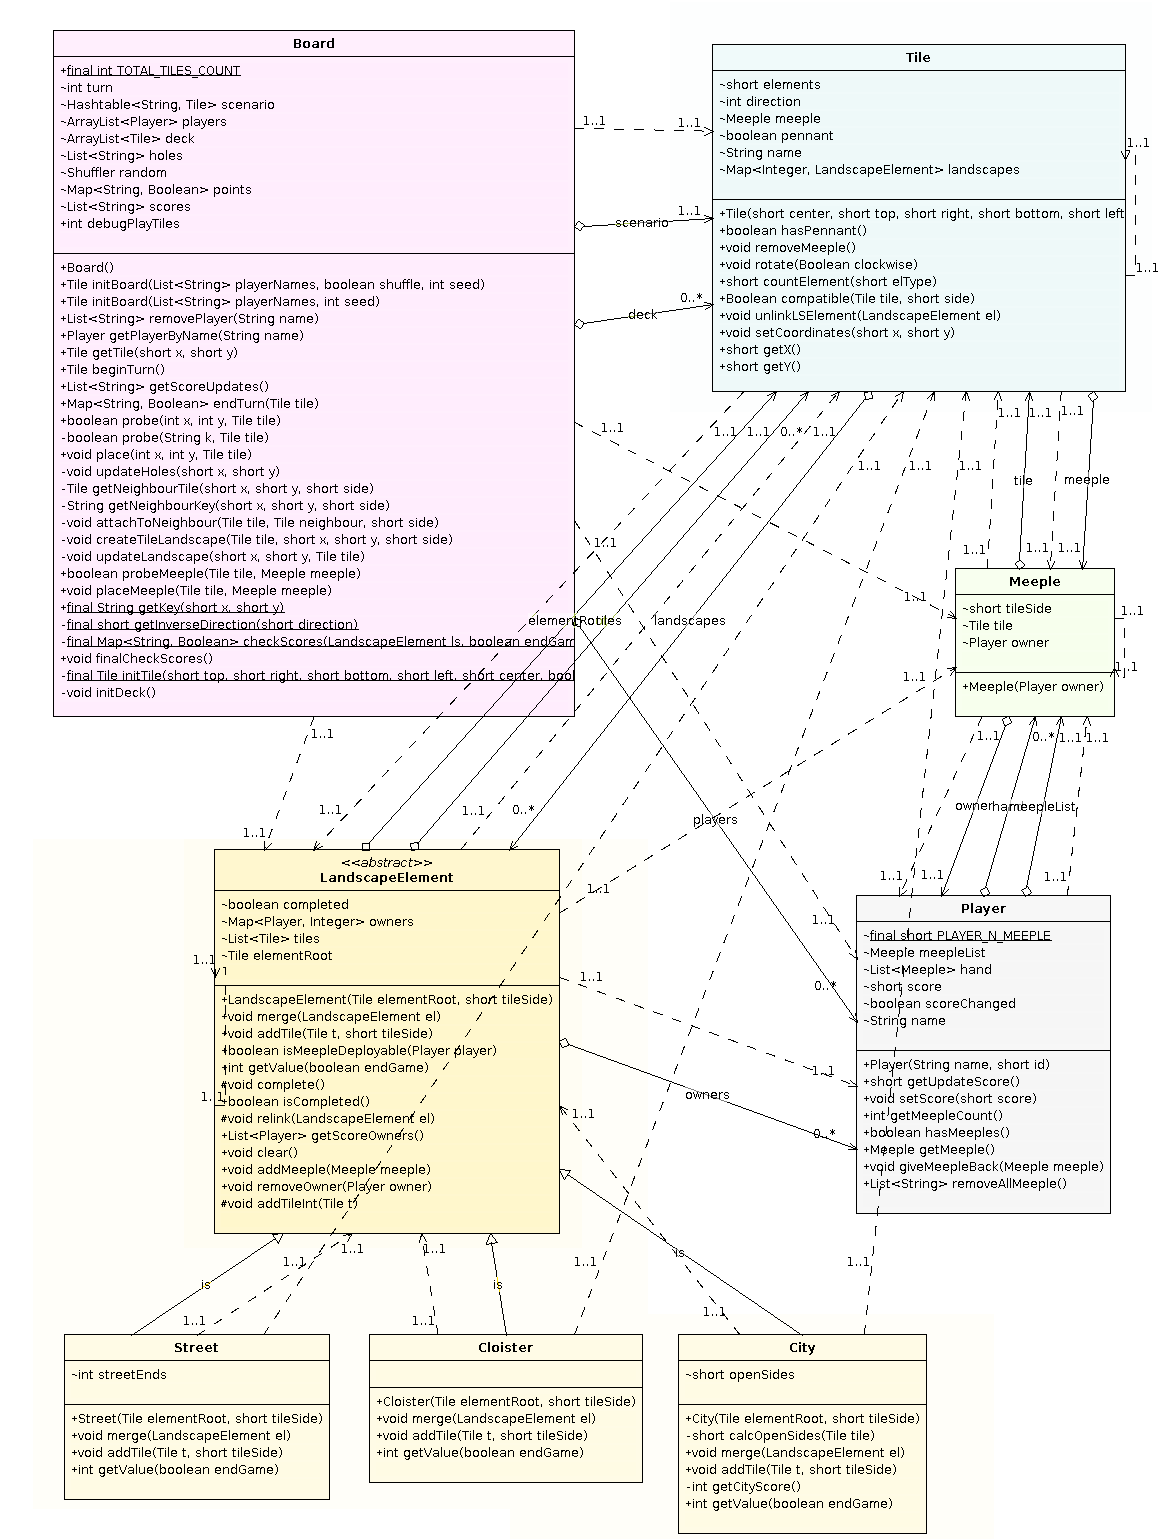 Board
+final int TOTAL_TILES_COUNT
~int turn
~Hashtable<String, Tile> scenario
~ArrayList<Player> players
~ArrayList<Tile> deck
~List<String> holes
~Shuffler random
~Map<String, Boolean> points
~List<String> scores
+int debugPlayTiles
+Board()
+Tile initBoard(List<String> playerNames, boolean shuffle, int seed)
+Tile initBoard(List<String> playerNames, int seed)
+List<String> removePlayer(String name)
+Player getPlayerByName(String name)
+Tile getTile(short x, short y)
+Tile beginTurn()
+List<String> getScoreUpdates()
+Map<String, Boolean> endTurn(Tile tile)
+boolean probe(int x, int y, Tile tile)
-boolean probe(String k, Tile tile)
+void place(int x, int y, Tile tile)
-void updateHoles(short x, short y)
-Tile getNeighbourTile(short x, short y, short side)
-String getNeighbourKey(short x, short y, short side)
-void attachToNeighbour(Tile tile, Tile neighbour, short side)
-void createTileLandscape(Tile tile, short x, short y, short side)
-void updateLandscape(short x, short y, Tile tile)
+boolean probeMeeple(Tile tile, Meeple meeple)
+void placeMeeple(Tile tile, Meeple meeple)
+final String getKey(short x, short y)
-final short getInverseDirection(short direction)
-final Map<String, Boolean> checkScores(LandscapeElement ls, boolean endGam
+void finalCheckScores()
-final Tile initTile(short top, short right, short bottom, short left, short center, bool
-void initDeck()
Tile
~short elements
~int direction
~Meeple meeple
~boolean pennant
~String name
~Map<Integer, LandscapeElement> landscapes
+Tile(short center, short top, short right, short bottom, short left
+boolean hasPennant()
+void removeMeeple()
+void rotate(Boolean clockwise)
+short countElement(short elType)
+Boolean compatible(Tile tile, short side)
+void unlinkLSElement(LandscapeElement el)
+void setCoordinates(short x, short y)
+short getX()
+short getY()
1..1 1..1
1..1
1..1
scenario 1..1
deck 0..*
1..1 1..1 1..1 0..* 1..1
1..1 1..1 1..1
1..1 1..1 1..1
tile meeple
1..1 1..1 1..1
1..1
elementRo tiles landscapes
1..1
Meeple
~short tileSide
~Tile tile
~Player owner
+Meeple(Player owner)
1..1
1..1
1..1
1..1 1..1 0..* 1..1 1..1
owner meepleList
players
1..1 1..1 1..1
1..1 1..1 1..1 0..*
LandscapeElement
<<abstract>>
~boolean completed
~Map<Player, Integer> owners
~List<Tile> tiles
~Tile elementRoot
+LandscapeElement(Tile elementRoot, short tileSide)
+void merge(LandscapeElement el)
+void addTile(Tile t, short tileSide)
+boolean isMeepleDeployable(Player player)
+int getValue(boolean endGame)
#void complete()
+boolean isCompleted()
#void relink(LandscapeElement el)
+List<Player> getScoreOwners()
+void clear()
+void addMeeple(Meeple meeple)
+void removeOwner(Player owner)
#void addTileInt(Tile t)
1..1
1..1
1..1
1..1 1..1
0..*
1..1
owners 0..*
1..1
Player
~final short PLAYER_N_MEEPLE
~Meeple meepleList
~List<Meeple> hand
~short score
~boolean scoreChanged
~String name
+Player(String name, short id)
+short getUpdateScore()
+void setScore(short score)
+int getMeepleCount()
+boolean hasMeeples()
+Meeple getMeeple()
+void giveMeepleBack(Meeple meeple)
+List<String> removeAllMeeple()
1..1 1..1 1..1 1..1 1..1
is is is
1..1 1..1 1..1
Street
~int streetEnds
+Street(Tile elementRoot, short tileSide)
+void merge(LandscapeElement el)
+void addTile(Tile t, short tileSide)
+int getValue(boolean endGame)
Cloister
+Cloister(Tile elementRoot, short tileSide)
+void merge(LandscapeElement el)
+void addTile(Tile t, short tileSide)
+int getValue(boolean endGame)
City
~short openSides
+City(Tile elementRoot, short tileSide)
-short calcOpenSides(Tile tile)
+void merge(LandscapeElement el)
+void addTile(Tile t, short tileSide)
-int getCityScore()
+int getValue(boolean endGame)